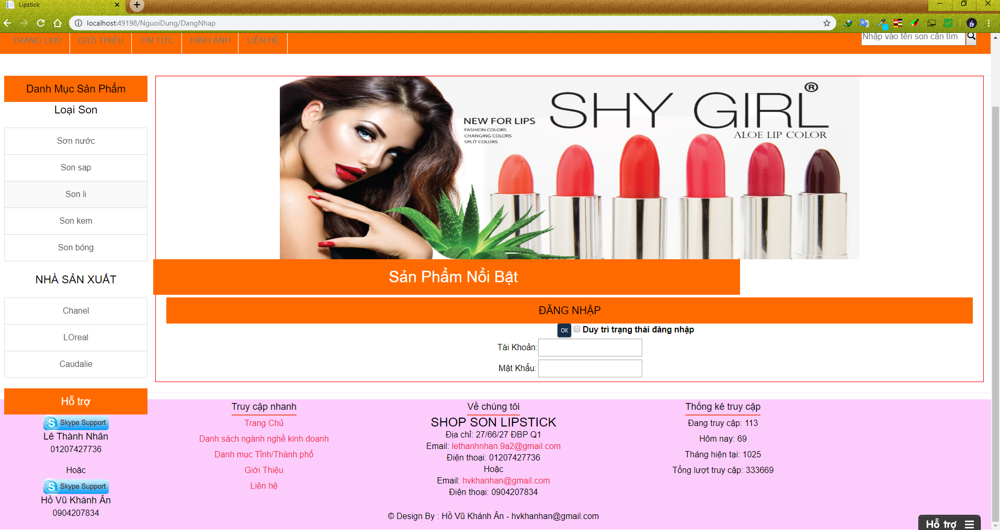 Lipstick
localhost:49198/NguoiDung/DangNhap
TRANG CHỦ
GIỚI THIỆU
TIN TỨC
HÌNH ẢNH
LIÊN HỆ
Nhập vào tên son cần tìm
Danh Mục Sản Phẩm
Loại Son
Sơn nước
Son sap
Son li
Son kem
Son bóng
NHÀ SẢN XUẤT
Chanel
LOreal
Caudalie
Hỗ trợ
Skype Support
Lê Thành Nhân
01207427736
Hoặc
Skype Support
Hồ Vũ Khánh Ân
0904207834
SHY GIRL®
ALOE LIP COLOR
NEW FOR LIPS
FASHION COLORS
CHANGING COLORS
SPLIT COLORS
Sản Phẩm Nổi Bật
ĐĂNG NHẬP
OK Duy trì trạng thái đăng nhập
Tài Khoản:
Mật Khẩu:
Truy cập nhanh
Trang Chủ
Danh sách ngành nghề kinh doanh
Danh mục Tỉnh/Thành phố
Giới Thiệu
Liên hệ
Về chúng tôi
SHOP SON LIPSTICK
Địa chỉ: 27/66/27 ĐBP Q1
Email: lethanhnhan.9a2@gmail.com
Điện thoại: 01207427736
Hoặc
Email: hvkhanhan@gmail.com
Điện thoại: 0904207834
Thống kê truy cập
Đang truy cập: 113
Hôm nay: 69
Tháng hiện tại: 1025
Tổng lượt truy cập: 333669
© Design By : Hồ Vũ Khánh Ân - hvkhanhan@gmail.com
Hỗ trợ